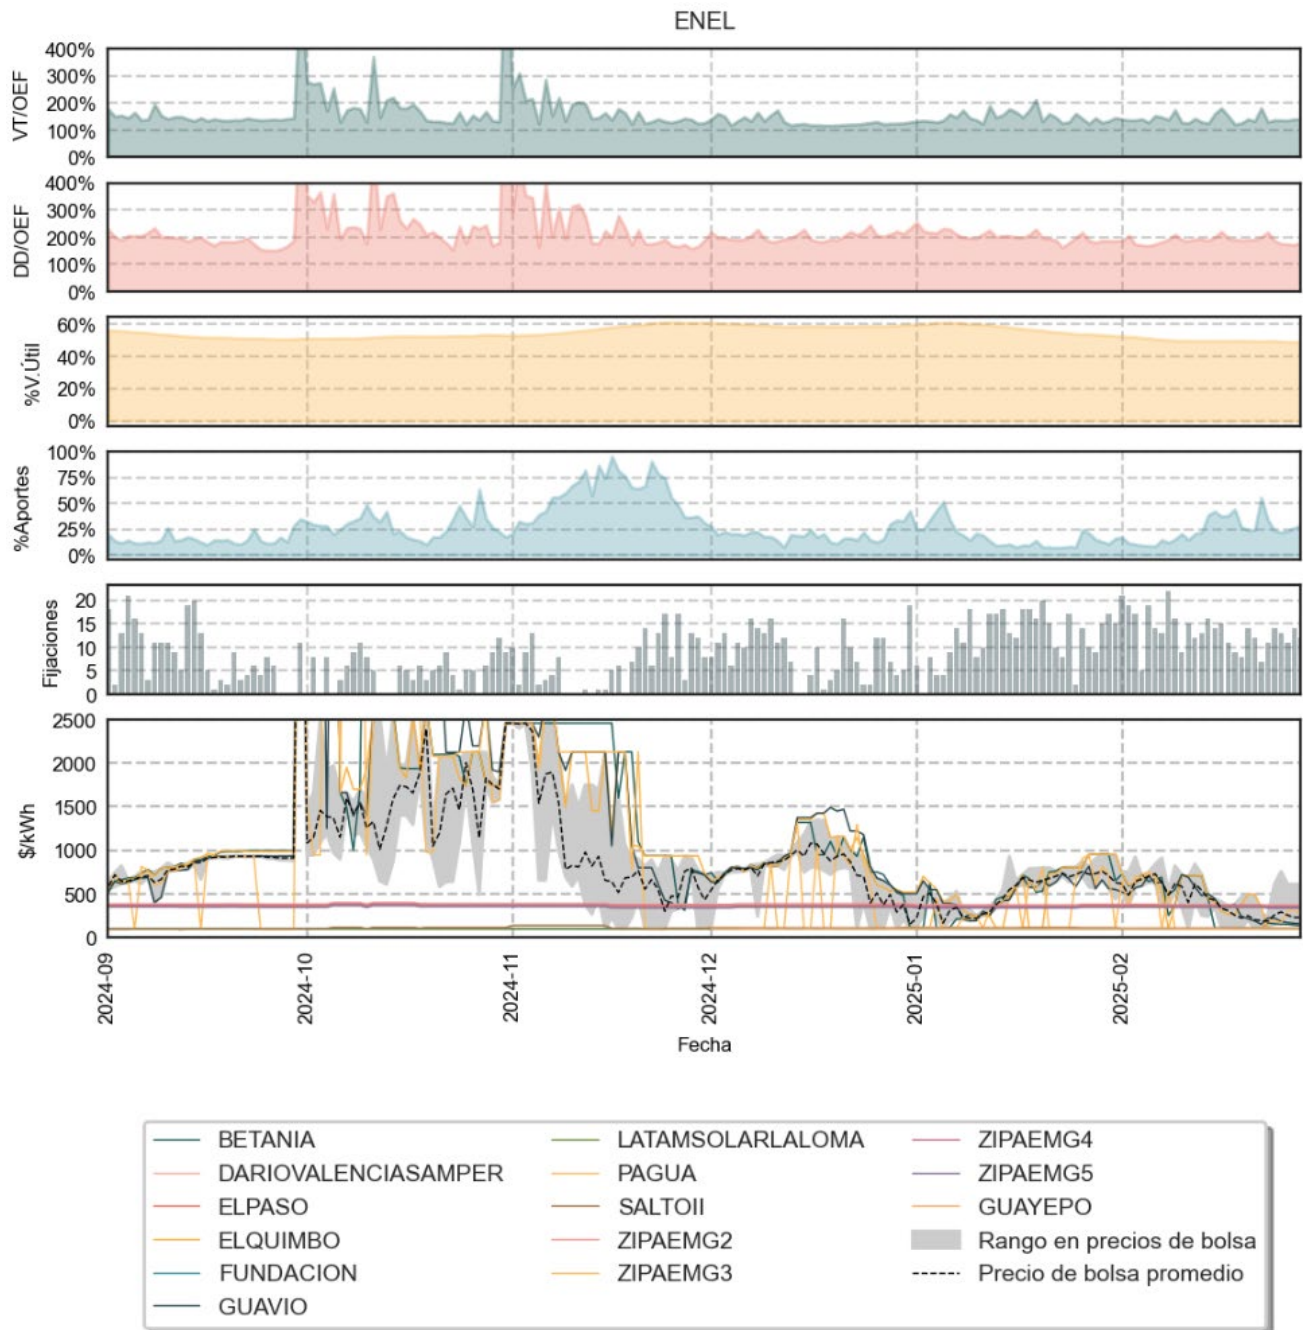 ENEL
400%
300%
200%
100%
0%
VT/OEF
400%
300%
200%
100%
0%
DD/OEF
60%
40%
20%
0%
%V.Útil
100%
75%
50%
25%
0%
%Aportes
20
15
10
5
0
Fijaciones
2500
2000
1500
1000
500
0
$/kWh
2024-09
2024-10
2024-11
2024-12
2025-01
2025-02
Fecha
BETANIA
DARIOVALENCIASAMPER
ELPASO
ELQUIMBO
FUNDACION
GUAVIO
LATAMSOLARLALOMA
PAGUA
SALTOII
ZIPAEMG2
ZIPAEMG3
ZIPAEMG4
ZIPAEMG5
GUAYEPO
Rango en precios de bolsa
Precio de bolsa promedio